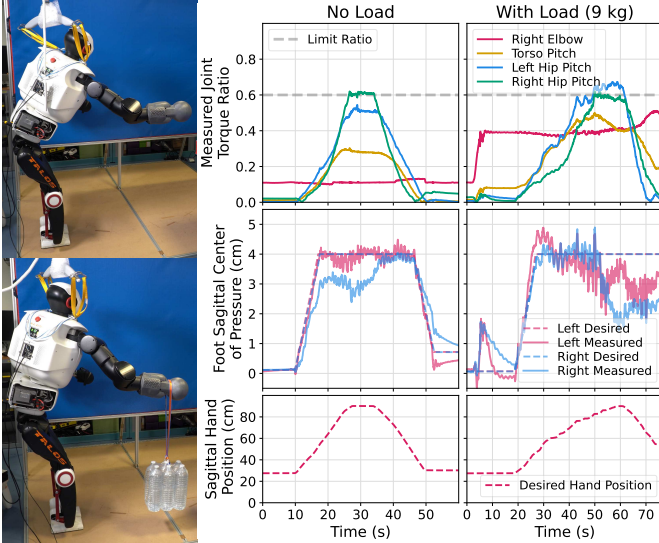 No Load
With Load (9 kg)
Measured Joint
Torque Ratio
0.8
0.6
0.4
0.2
0.0
Limit Ratio
Right Elbow
Torso Pitch
Left Hip Pitch
Right Hip Pitch
Foot Sagittal Center
of Pressure (cm)
5
4
3
2
1
0
Left Desired
Left Measured
Right Desired
Right Measured
Sagittal Hand
Position (cm)
80
60
40
20
0
Desired Hand Position
0 10 20 30 40 50
0 10 20 30 40 50 60 70
Time (s)
Time (s)
TALOS
TALOS